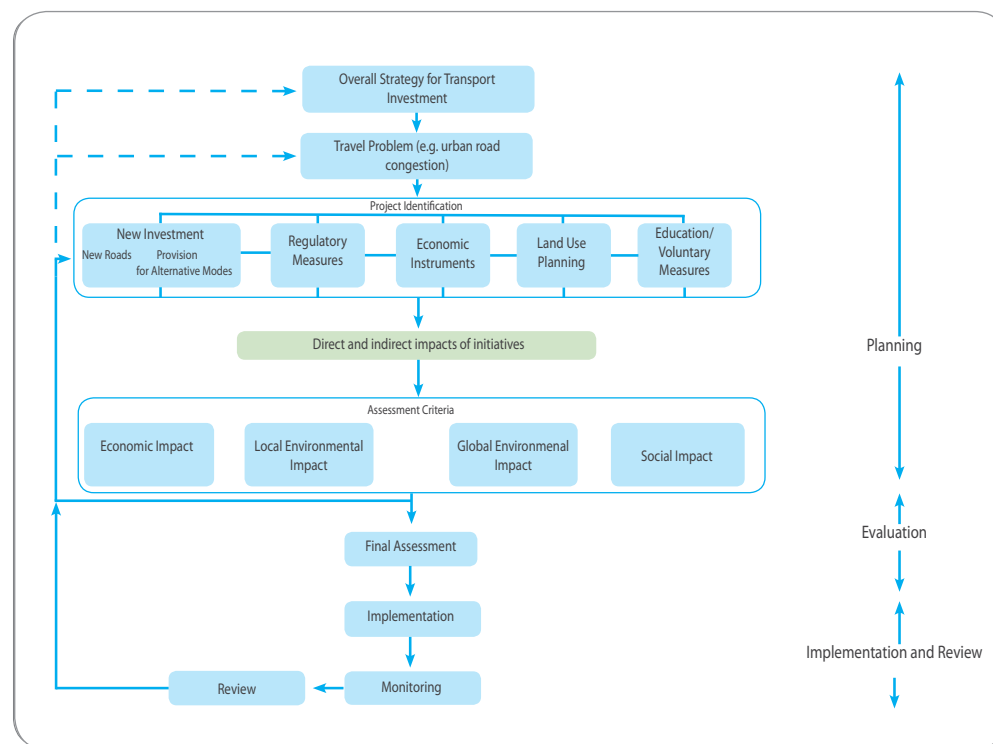 Overall Strategy for Transport
Investment
Travel Problem (e.g. urban road
congestion)
Project Identification
New Investment
New Roads
Provision
for Alternative Modes
Regulatory
Measures
Economic
Instruments
Land Use
Planning
Education/
Voluntary
Measures
Direct and indirect impacts of initiatives
Planning
Assessment Criteria
Economic Impact
Local Environmental
Impact
Global Environmenal
Impact
Social Impact
Final Assessment
Evaluation
Implementation
Implementation and Review
Monitoring
Review